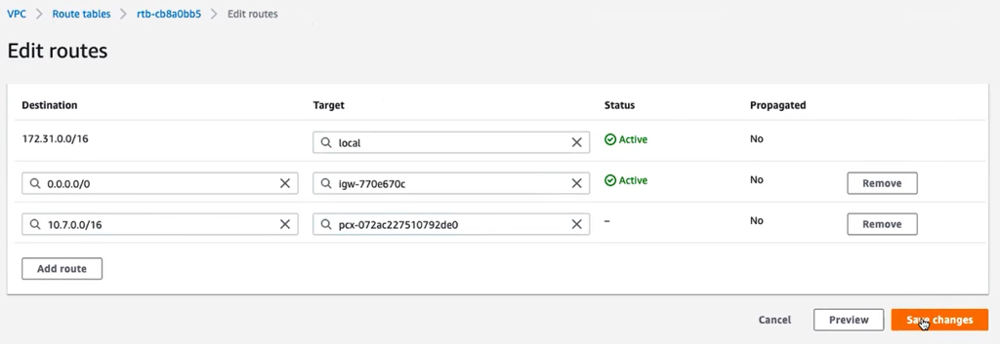 VPC > Route tables > rtb-cb8a0bb5 > Edit routes
Edit routes
Destination Target Status Propagated
172.31.0.0/16 local Active No
0.0.0.0/0 igw-770e670c Active No Remove
10.7.0.0/16 pcx-072ac227510792de0 – No Remove
Add route
Cancel Preview Save changes